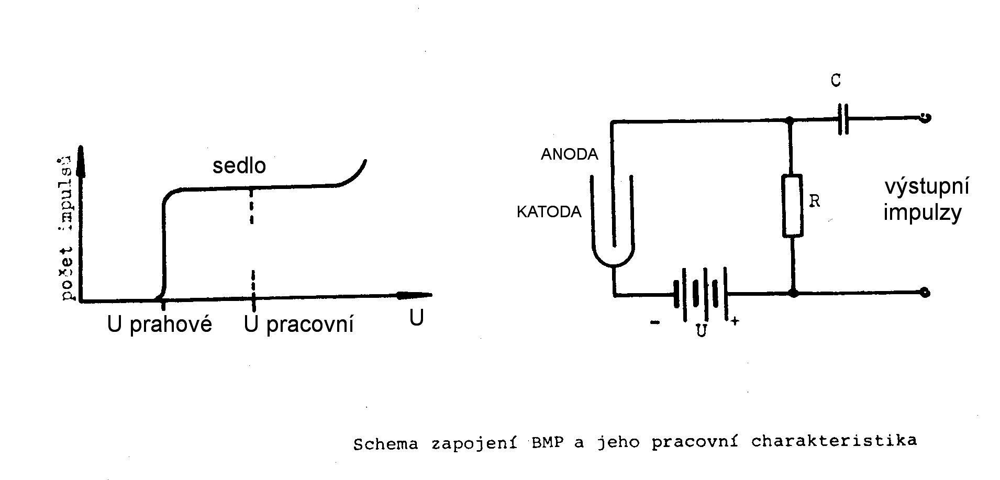 počet impulsů
sedlo
U prahové
U pracovní
U
C
ANODA
KATODA
R
výstupní
impulzy
-
U
+
Schema zapojení BMP a jeho pracovní charakteristika